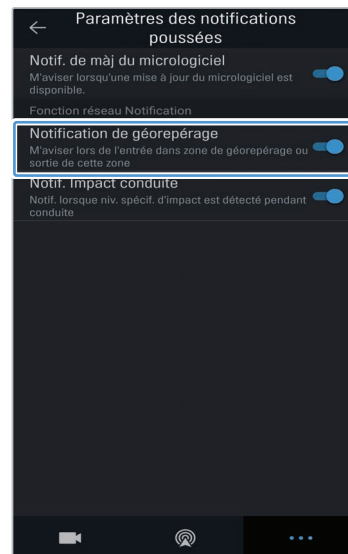 Paramètres des notifications
poussées
Notif. de màj du micrologiciel
M'aviser lorsqu'une mise à jour du micrologiciel est
disponible.
Fonction réseau Notification
Notification de géorepérage
M'aviser lors de l'entrée dans zone de géorepérage ou
sortie de cette zone
Notif. Impact conduite
Notif. lorsque niv. spécif. d'impact est détecté pendant
conduite